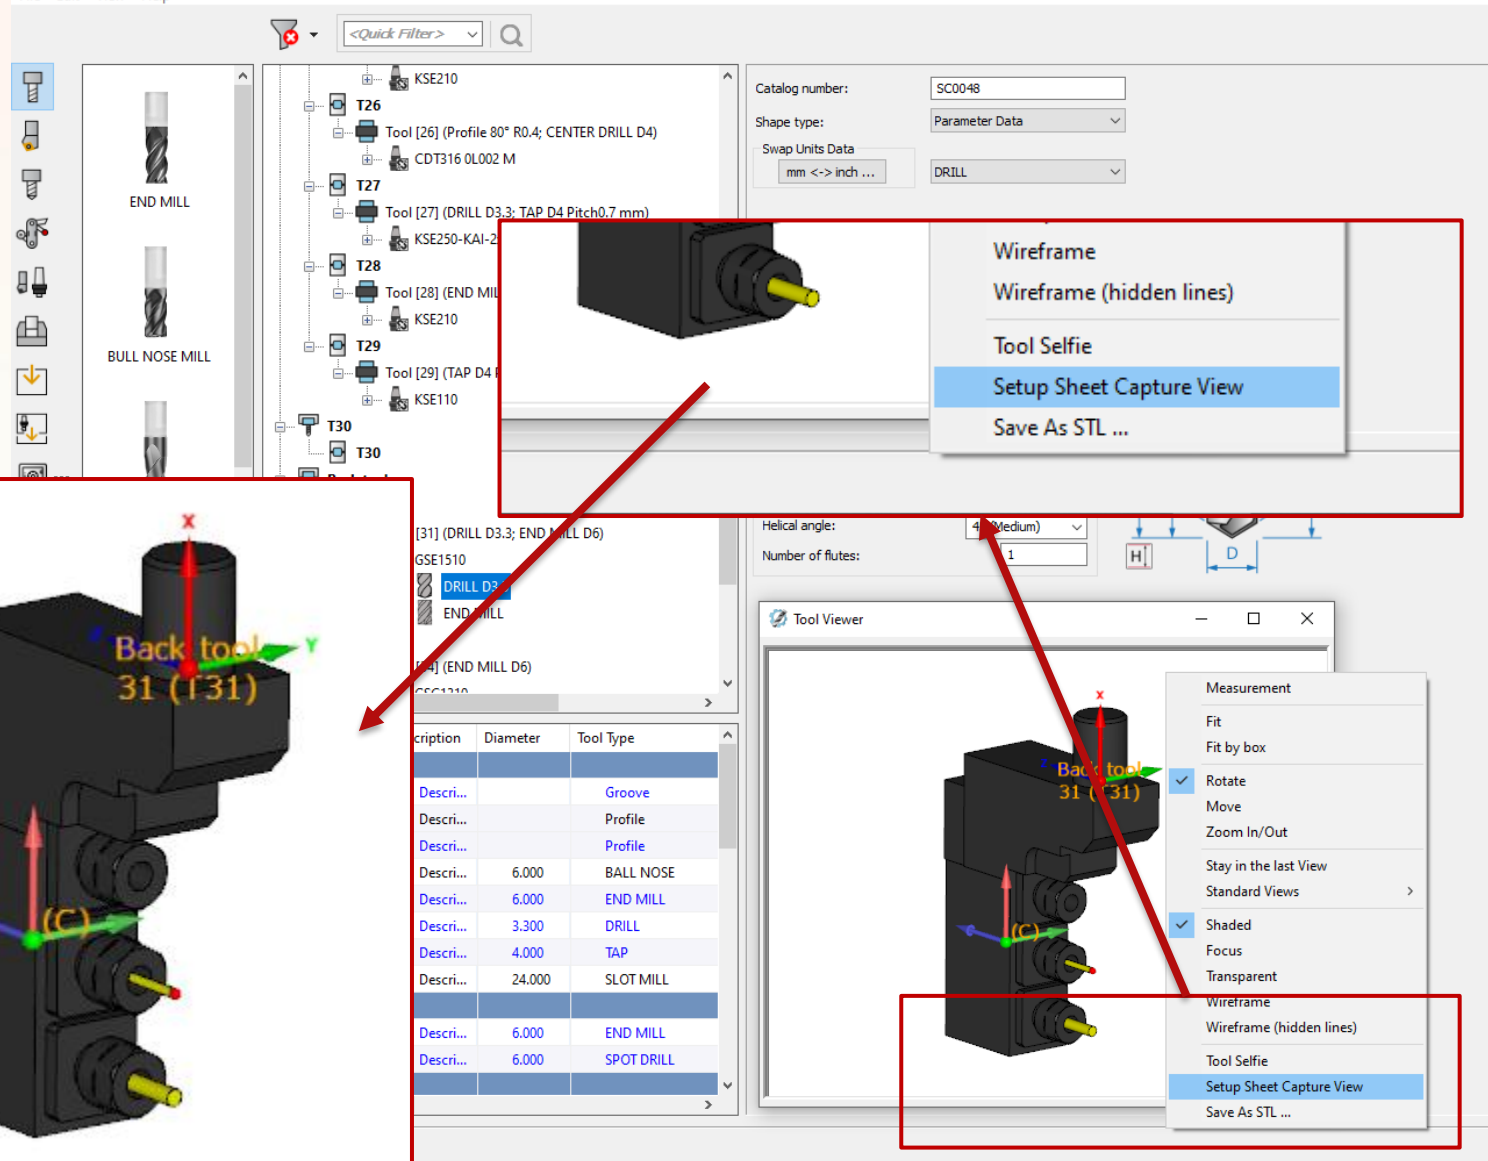 <Quick Filter>
END MILL
BULL NOSE MILL
KSE210
T26
Tool [26] (Profile 80° R0.4; CENTER DRILL D4)
CDT316 0L002 M
T27
Tool [27] (DRILL D3.3; TAP D4 Pitch0.7 mm)
KSE250-KAI-2
T28
Tool [28] (END MIL
KSE210
T29
Tool [29] (TAP D4
KSE110
T30
T30
[31] (DRILL D3.3; END MILL D6)
GSE1510
DRILL D3.3
END MILL
(END MILL D6)
Catalog number:
SC0048
Shape type:
Parameter Data
Swap Units Data
mm <-> inch ...
DRILL
Wireframe
Wireframe (hidden lines)
Tool Selfie
Setup Sheet Capture View
Save As STL ...
Helical angle:
(Medium)
Number of flutes:
1
H
D
X
Y
Back tool
31 (T31)
(C)
cription Diameter Tool Type
Descri... Groove
Descri... Profile
Descri... Profile
Descri... 6.000 BALL NOSE
Descri... 6.000 END MILL
Descri... 3.300 DRILL
Descri... 4.000 TAP
Descri... 24.000 SLOT MILL
Descri... 6.000 END MILL
Descri... 6.000 SPOT DRILL
Tool Viewer
X
Z
Back tool
31 (T31)
(C)
Measurement
Fit
Fit by box
Rotate
Move
Zoom In/Out
Stay in the last View
Standard Views
Shaded
Focus
Transparent
Wireframe
Wireframe (hidden lines)
Tool Selfie
Setup Sheet Capture View
Save As STL ...